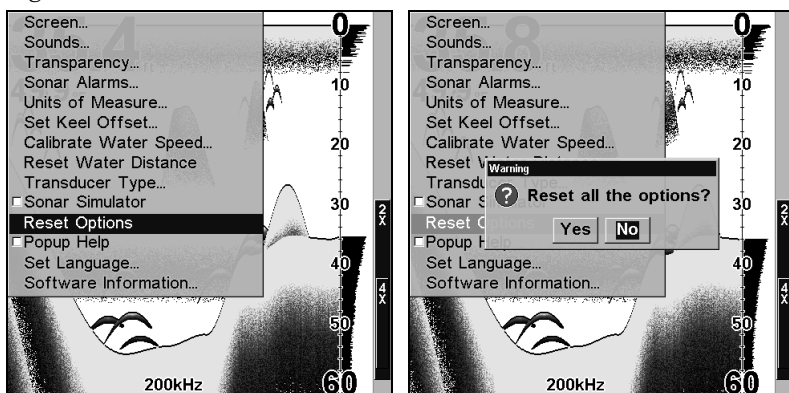 Screen...
Sounds...
Transparency...
Sonar Alarms...
Units of Measure...
Set Keel Offset...
Calibrate Water Speed...
Reset Water Distance
Transducer Type...
Sonar Simulator
Reset Options
Popup Help
Set Language...
Software Information...
0
10
20
30
40
50
60
2X
4X
200kHz
Screen...
Sounds...
Transparency...
Sonar Alarms...
Units of Measure...
Set Keel Offset...
Calibrate Water Speed...
Reset
Transdu
Sonar S
Reset
Popup
Set Language...
Software Information...
Warning
Reset all the options?
Yes No
0
10
20
30
40
50
60
2X
4X
200kHz